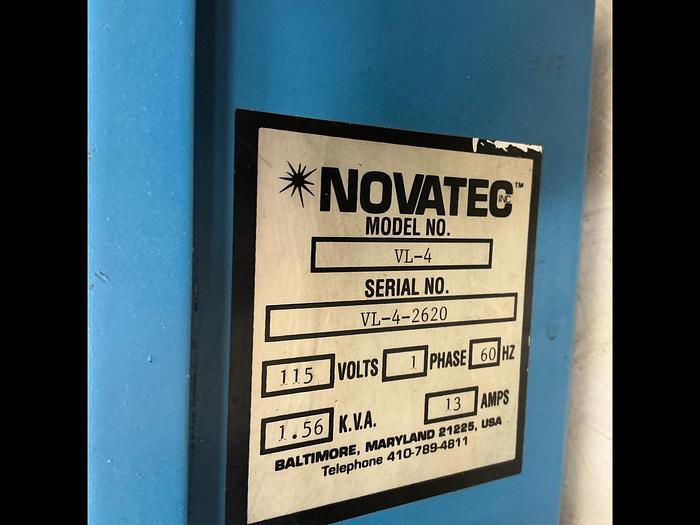 NOVATEC INC™
MODEL NO.
VL-4
SERIAL NO.
VL-4-2620
115 VOLTS 1 PHASE 60 HZ
1.56 K.V.A. 13 AMPS
BALTIMORE, MARYLAND 21225, USA
Telephone 410-789-4811